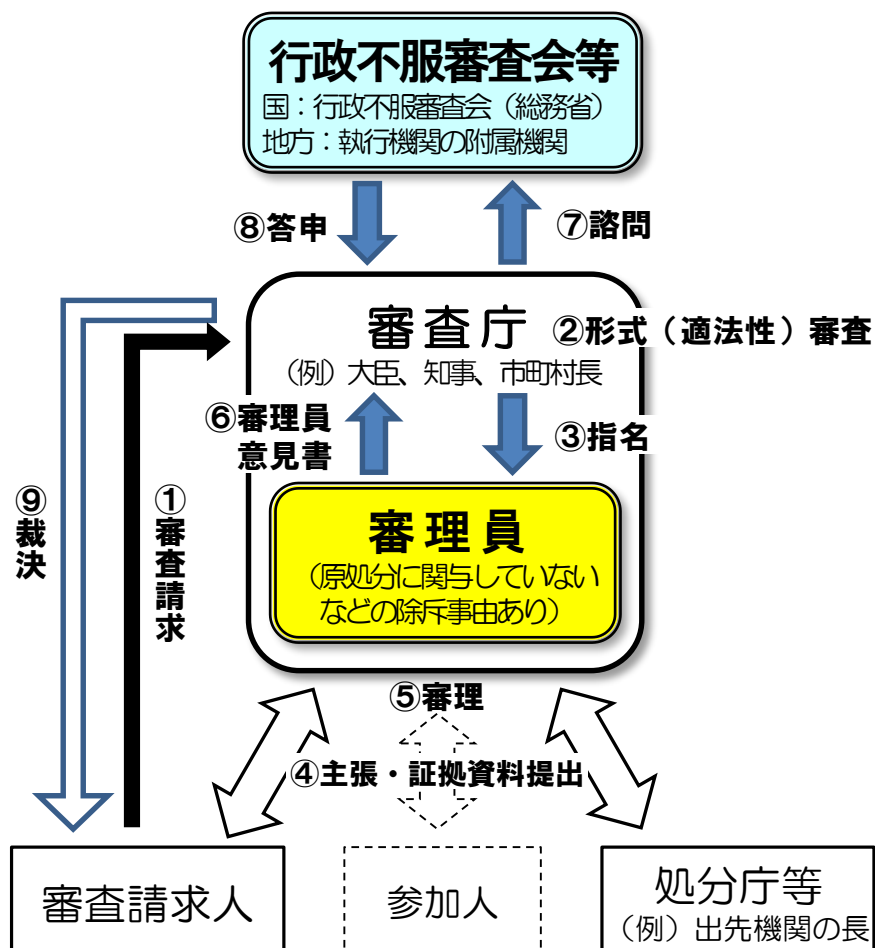 行政不服審査会等
国：行政不服審査会（総務省）
地方：執行機関の附属機関
⑧答申
⑦諮問
審査庁
②形式（適法性）審査
（例）大臣、知事、市町村長
⑥審理員
意見書
③指名
審理員
（原処分に関与していない
などの除斥事由あり）
⑨裁決
①審査請求
⑤審理
④主張・証拠資料提出
審査請求人
参加人
処分庁等
（例）出先機関の長